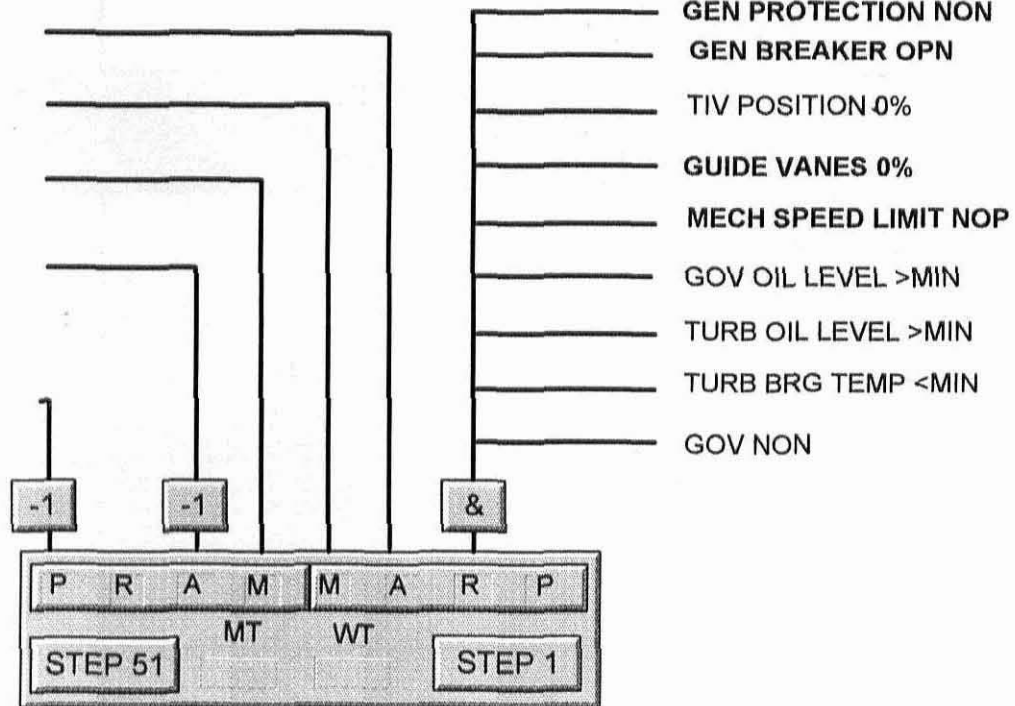 GEN PROTECTION NON
GEN BREAKER OPN
TIV POSITION 0%
GUIDE VANES 0%
MECH SPEED LIMIT NOP
GOV OIL LEVEL >MIN
TURB OIL LEVEL >MIN
TURB BRG TEMP <MIN
GOV NON
-1 -1 &
P R A M M A R P
MT WT
STEP 51 STEP 1